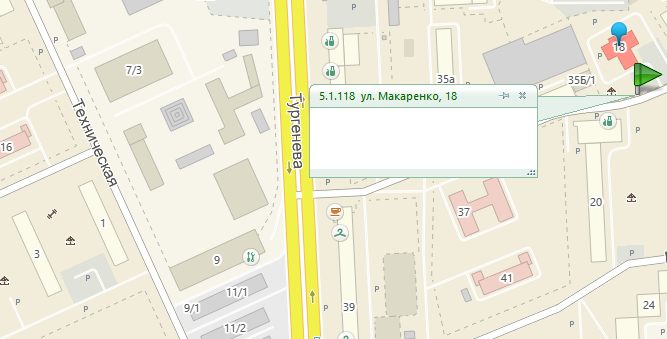 18
P
P
P
7/3
35а
35Б/1
P
5.1.118 ул. Макаренко, 18
Тургенева
Техническая
16
P
P
P
37
20
1
3
P
9
41
P
P
P
11/1
9/1
39
24
11/2
P
P